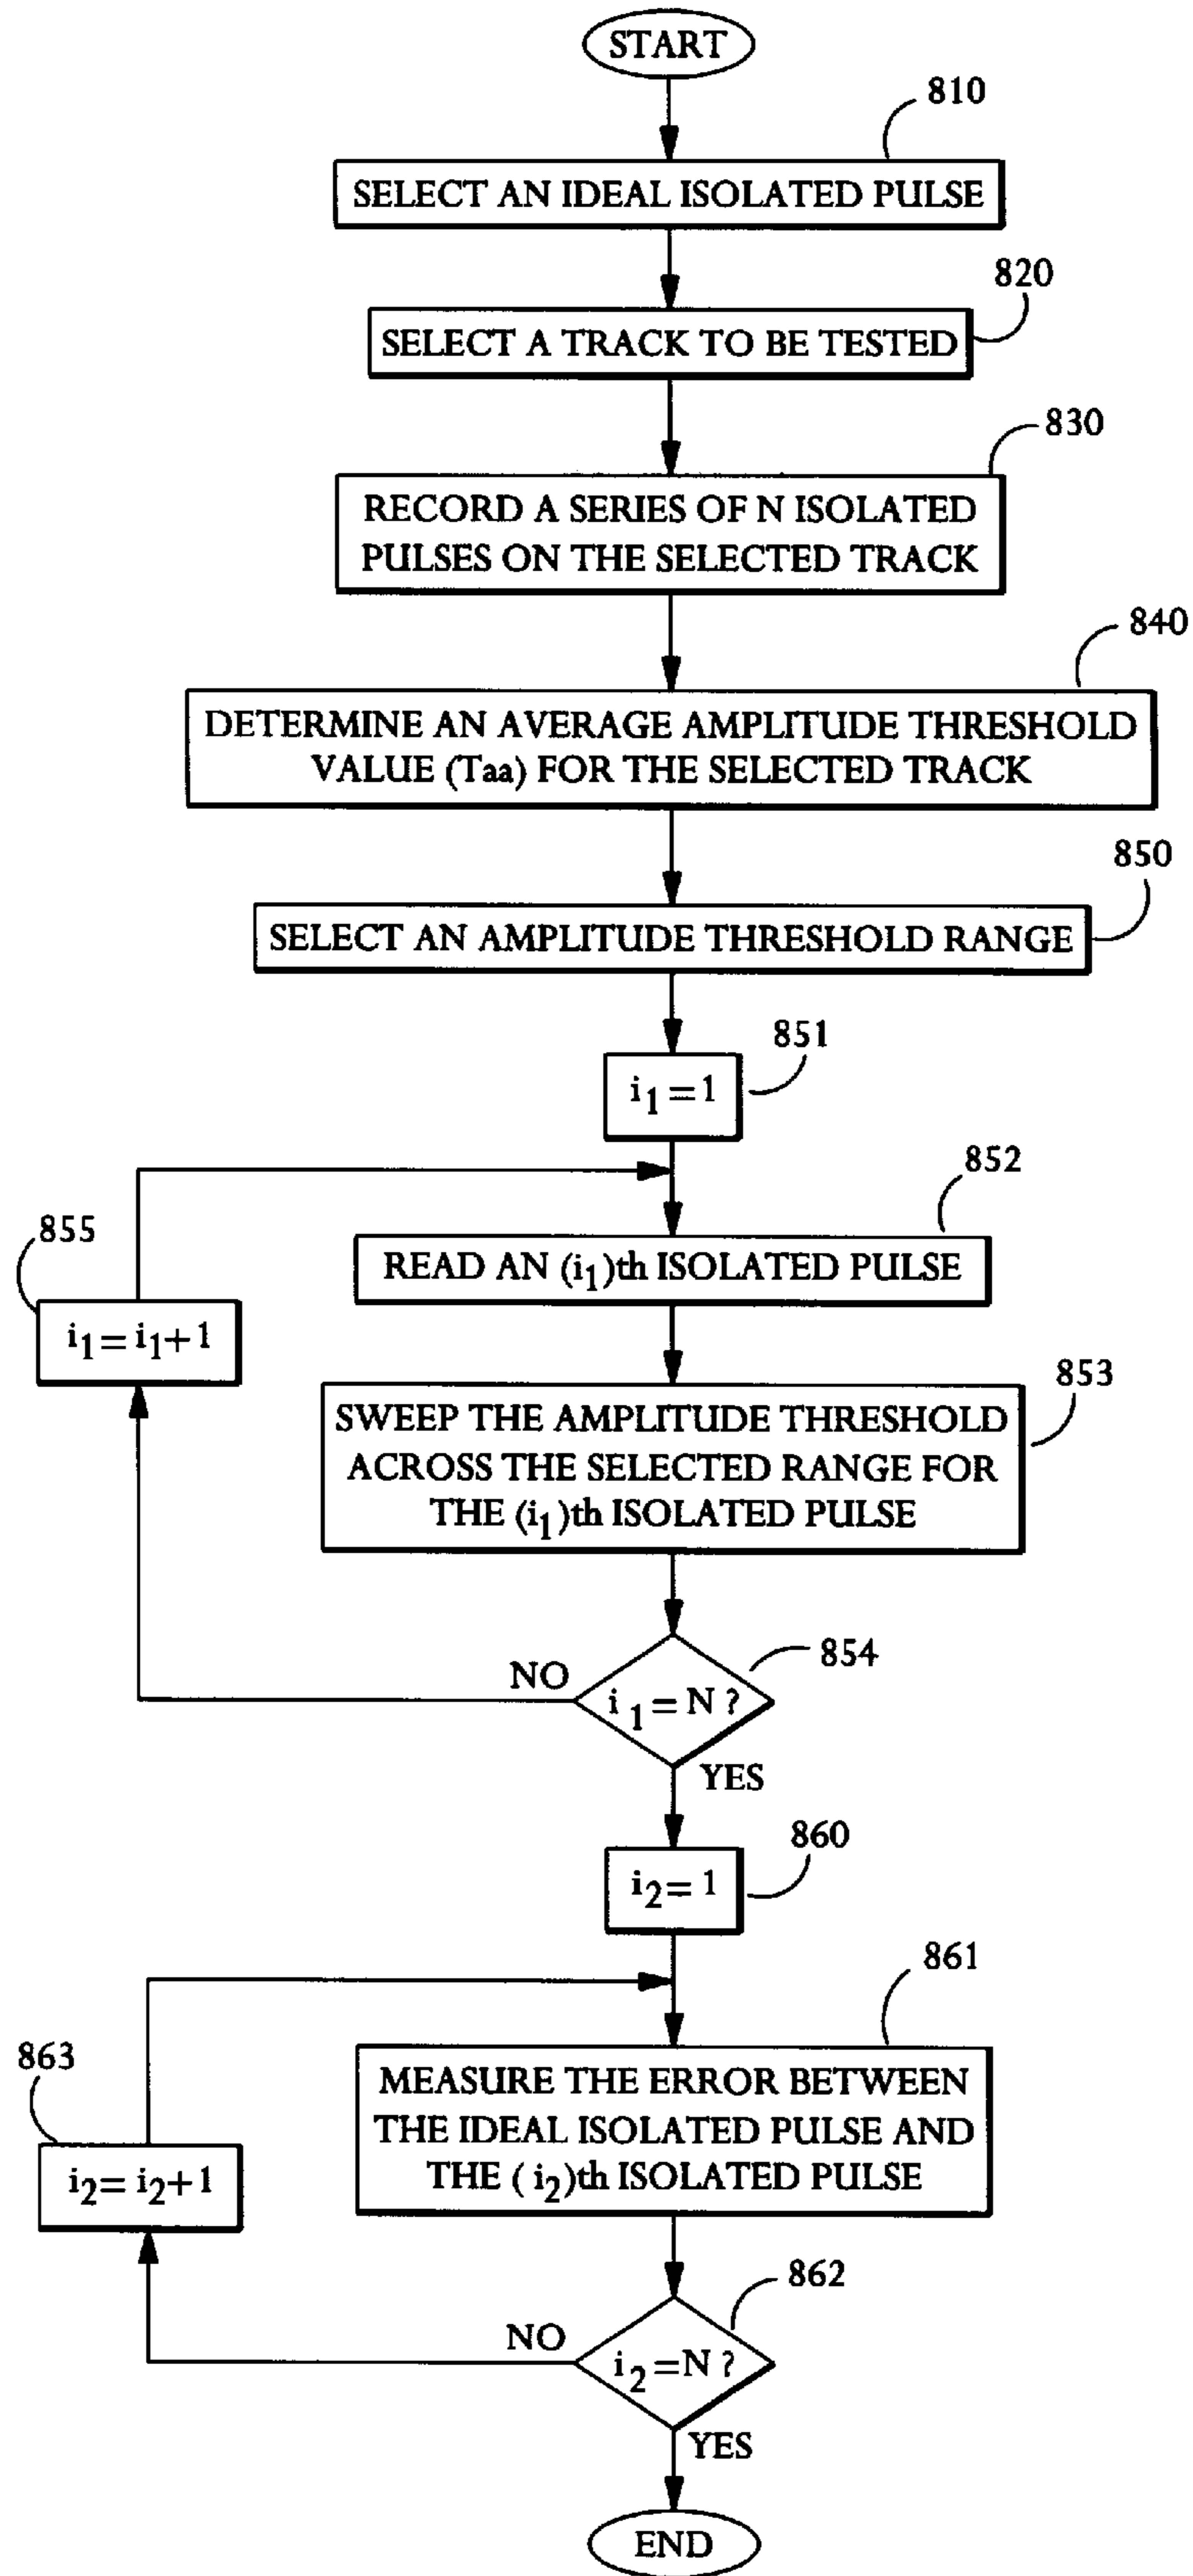 START
810
SELECT AN IDEAL ISOLATED PULSE
820
SELECT A TRACK TO BE TESTED
830
RECORD A SERIES OF N ISOLATED
PULSES ON THE SELECTED TRACK
840
DETERMINE AN AVERAGE AMPLITUDE THRESHOLD
VALUE (Taa) FOR THE SELECTED TRACK
850
SELECT AN AMPLITUDE THRESHOLD RANGE
851
i₁ = 1
852
READ AN (i₁)th ISOLATED PULSE
855
i₁ = i₁ + 1
853
SWEEP THE AMPLITUDE THRESHOLD
ACROSS THE SELECTED RANGE FOR
THE (i₁)th ISOLATED PULSE
854
NO
i₁ = N ?
YES
860
i₂ = 1
861
MEASURE THE ERROR BETWEEN
THE IDEAL ISOLATED PULSE AND
THE ( i₂)th ISOLATED PULSE
863
i₂ = i₂+1
862
NO
i₂ = N ?
YES
END